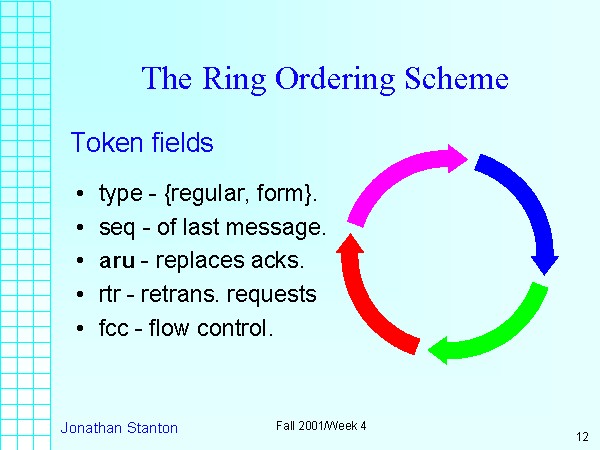 The Ring Ordering Scheme
Token fields
• type - {regular, form}.
• seq - of last message.
• aru - replaces acks.
• rtr - retrans. requests
• fcc - flow control.
Jonathan Stanton
Fall 2001/Week 4
12